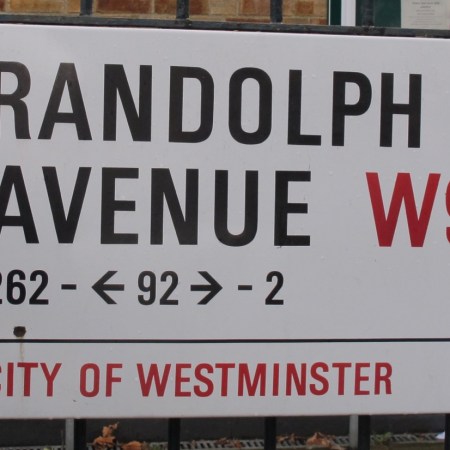 RANDOLPH
AVENUE W9
262 - ← 92 → - 2
CITY OF WESTMINSTER